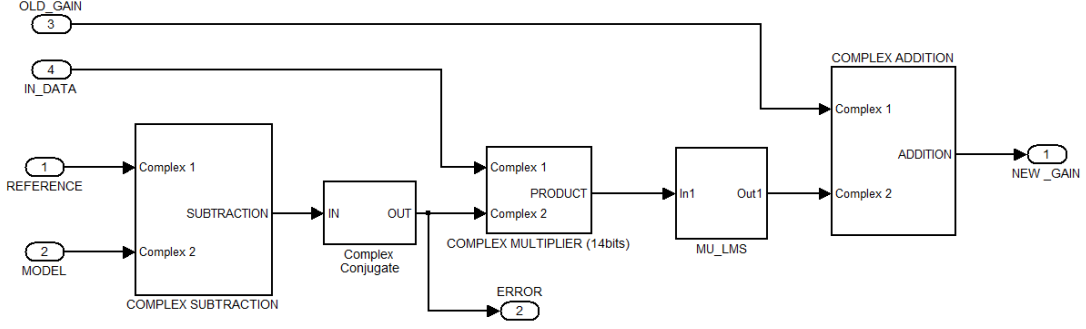 OLD_GAIN
3
4
IN_DATA
COMPLEX ADDITION
Complex 1
ADDITION
Complex 2
1
NEW _GAIN
1
REFERENCE
2
MODEL
Complex 1
SUBTRACTION
Complex 2
COMPLEX SUBTRACTION
IN
OUT
Complex
Conjugate
Complex 1
PRODUCT
Complex 2
COMPLEX MULTIPLIER (14bits)
In1
Out1
MU_LMS
ERROR
2